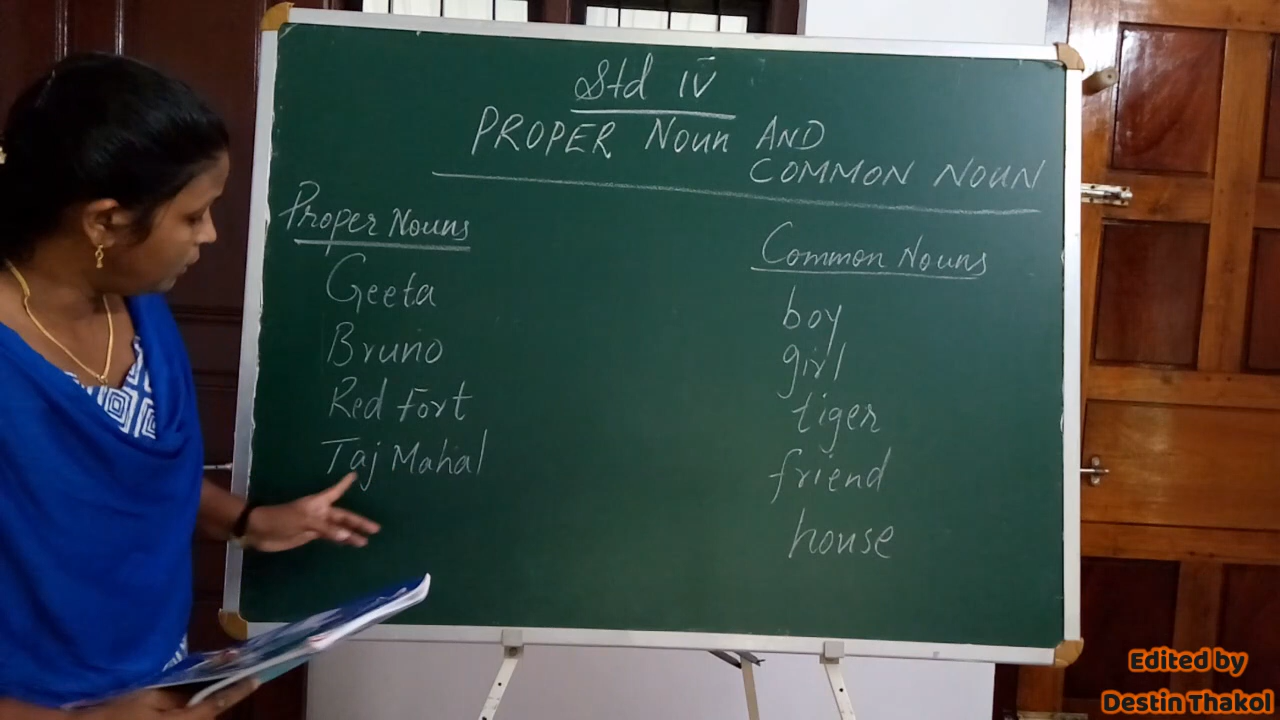 Std IV
PROPER Noun AND
COMMON NOUN
Proper Nouns
Geeta
Bruno
Red Fort
Taj Mahal
Common Nouns
boy
girl
tiger
friend
house
Edited by
Destin Thakol